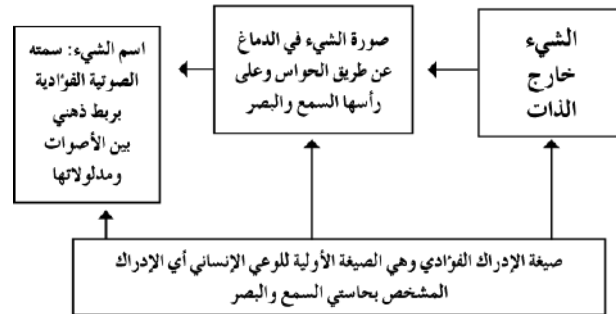 الشيء
خارج
الذات
صورة الشيء في الدماغ
عن طريق الحواس وعلى
رأسها السمع والبصر
اسم الشيء: سمته
الصوتية الفؤادية
بربط ذهني
بين الأصوات
ومدلولاتها
صيغة الإدراك الفؤادي وهي الصيغة الأولية للوعي الإنساني أي الإدراك
المشخص بحاستي السمع والبصر